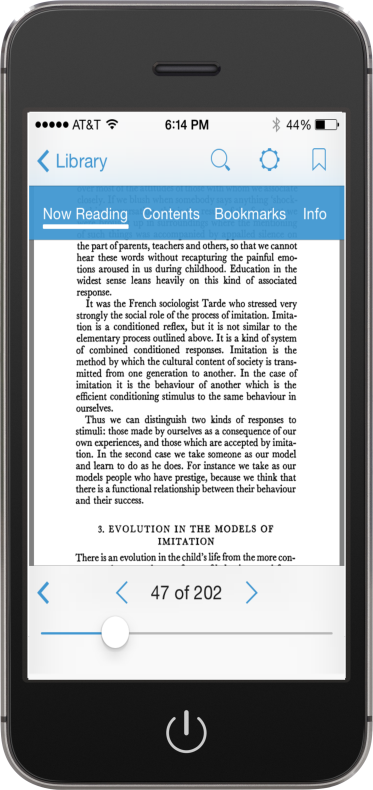 AT&T 6:14 PM 44%
Library
Now Reading Contents Bookmarks Info
the part of parents, teachers and others, so that we cannot
hear these words without recapturing the painful emo-
tions aroused in us during childhood. Education in the
widest sense leans heavily on this kind of associated
response.
It was the French sociologist Tarde who stressed very
strongly the social role of the process of imitation. Imita-
tion is a conditioned reflex, but it is not similar to the
elementary process outlined above. It is a kind of system
of combined conditioned responses. Imitation is the
method by which the cultural content of society is trans-
mitted from one generation to another. In the case of
imitation it is the behaviour of another which is the
efficient conditioning stimulus to the same behaviour in
ourselves.
Thus we can distinguish two kinds of responses to
stimuli: those made by ourselves as a consequence of our
own experiences, and those which are accepted by imita-
tion. In the second case we take someone as our model
and learn to do as he does. For instance we take as our
models people who have prestige, because we think that
there is a functional relationship between their behaviour
and their success.
3. EVOLUTION IN THE MODELS OF
IMITATION
There is an evolution in the child's life from the more con-
47 of 202